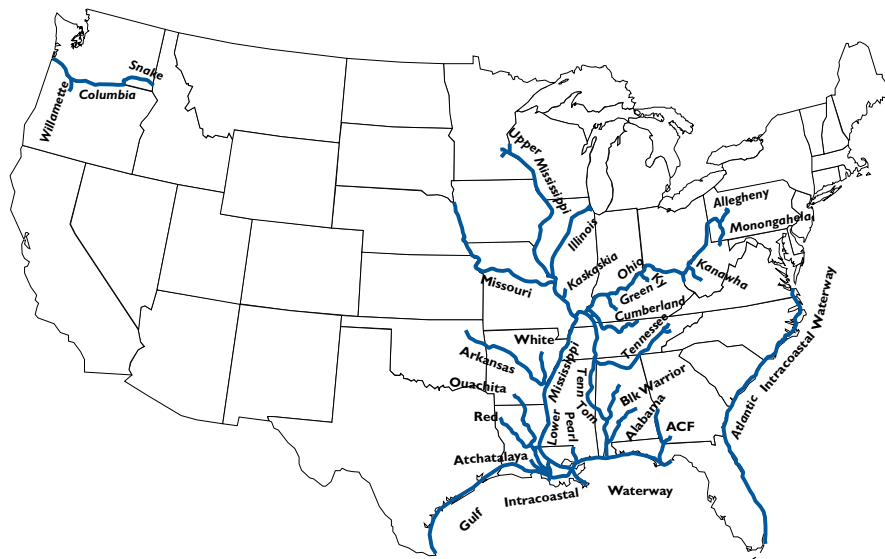 Snake
Columbia
Willamette
Upper Mississippi
Allegheny
Monongahela
Illinois
Kaskaskia
Ohio
Ky
Kanawha
Missouri
Green
Cumberland
Tennessee
White
Arkansas
Lower Mississippi
Ouachita
Tenn Tom
Blk Warrior
Alabama
Atlantic Intracoastal Waterway
Red
Pearl
ACF
Atchatalaya
Gulf Intracoastal Waterway